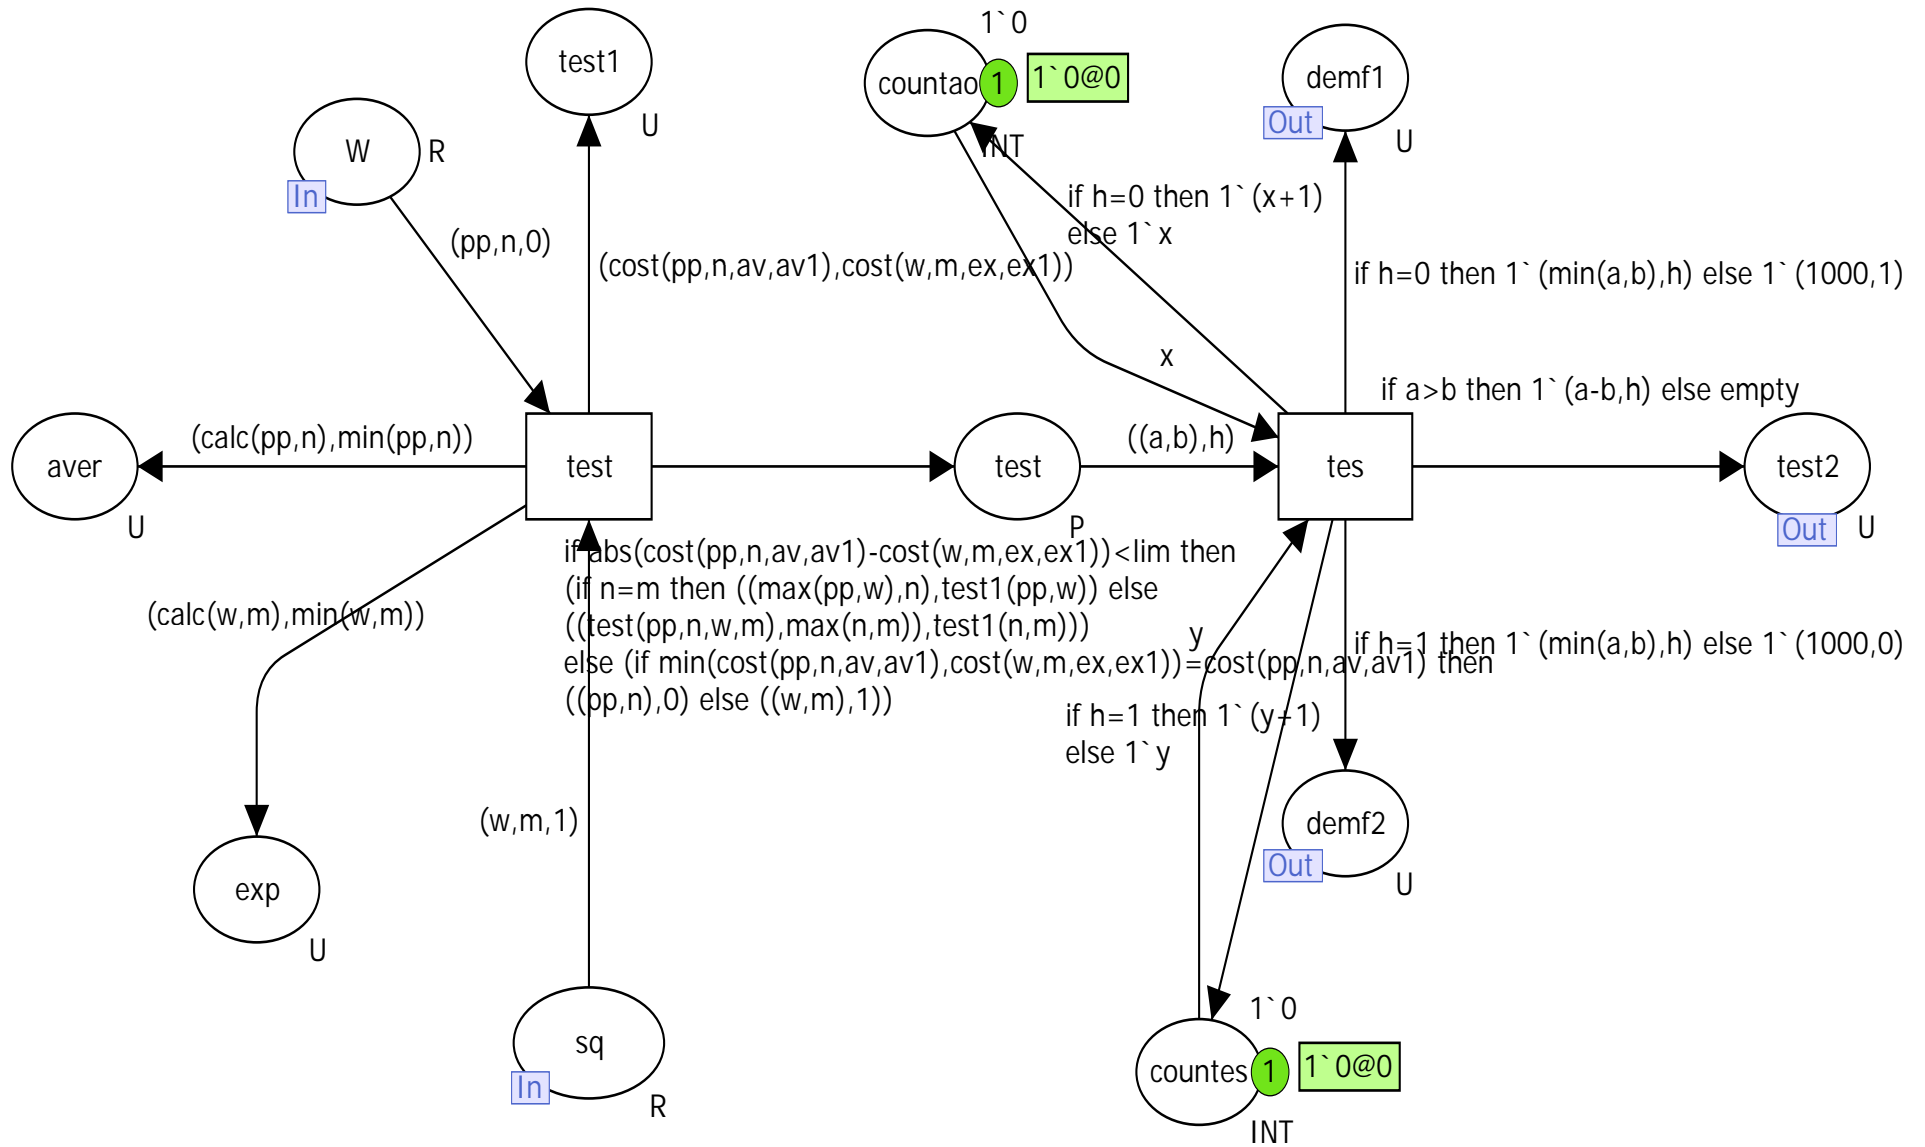 1`0
test1
countao
1
1`0@0
demf1
Out
U
U
W
R
In
INT
if h=0 then 1`(x+1)
else 1`x
(pp,n,0)
(cost(pp,n,av,av1),cost(w,m,ex,ex1))
if h=0 then 1`(min(a,b),h) else 1`(1000,1)
x
if a>b then 1`(a-b,h) else empty
(calc(pp,n),min(pp,n))
((a,b),h)
aver
test
test
tes
test2
U
P
Out
U
if abs(cost(pp,n,av,av1)-cost(w,m,ex,ex1))<lim then
(if n=m then ((max(pp,w),n),test1(pp,w)) else
((test(pp,n,w,m),max(n,m)),test1(n,m)))
else (if min(cost(pp,n,av,av1),cost(w,m,ex,ex1))=cost(pp,n,av,av1) then
((pp,n),0) else ((w,m),1))
(calc(w,m),min(w,m))
y
if h=1 then 1`(min(a,b),h) else 1`(1000,0)
if h=1 then 1`(y+1)
else 1`y
(w,m,1)
demf2
Out
U
exp
U
1`0
sq
In
R
countes
1
1`0@0
INT